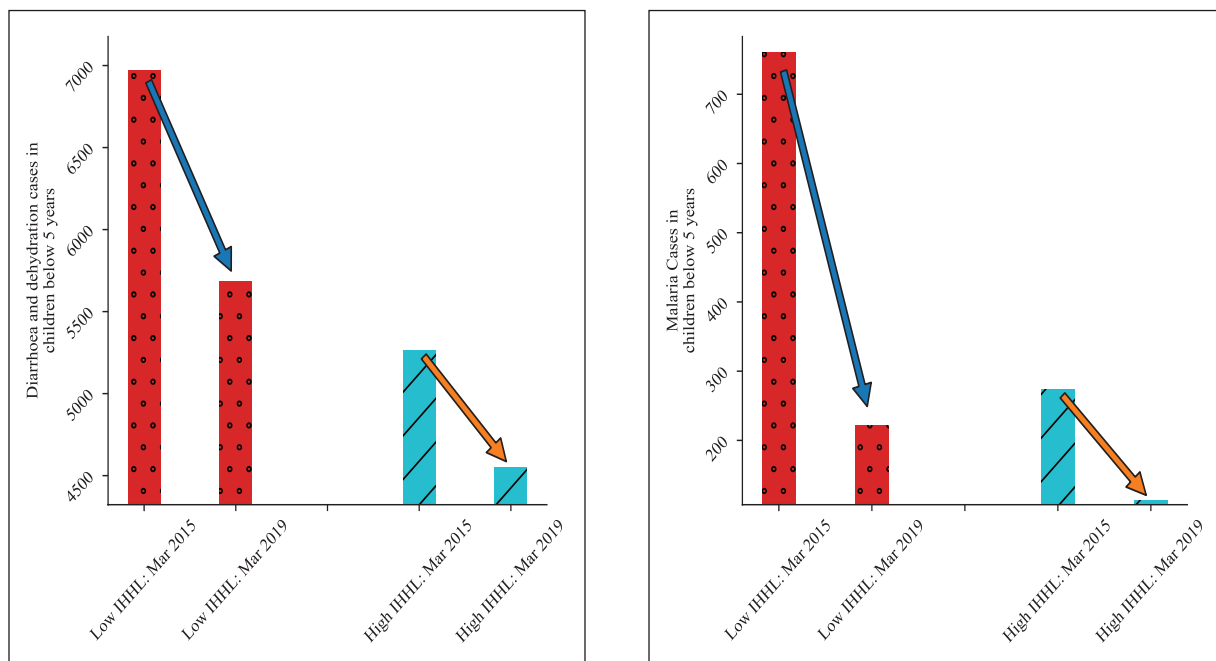 Diarrhoea and dehydration cases in
children below 5 years
7000
6500
6000
5500
5000
4500
Low IHHL: Mar 2015
Low IHHL: Mar 2019
High IHHL: Mar 2015
High IHHL: Mar 2019
Malaria Cases in
children below 5 years
700
600
500
400
300
200
Low IHHL: Mar 2015
Low IHHL: Mar 2019
High IHHL: Mar 2015
High IHHL: Mar 2019